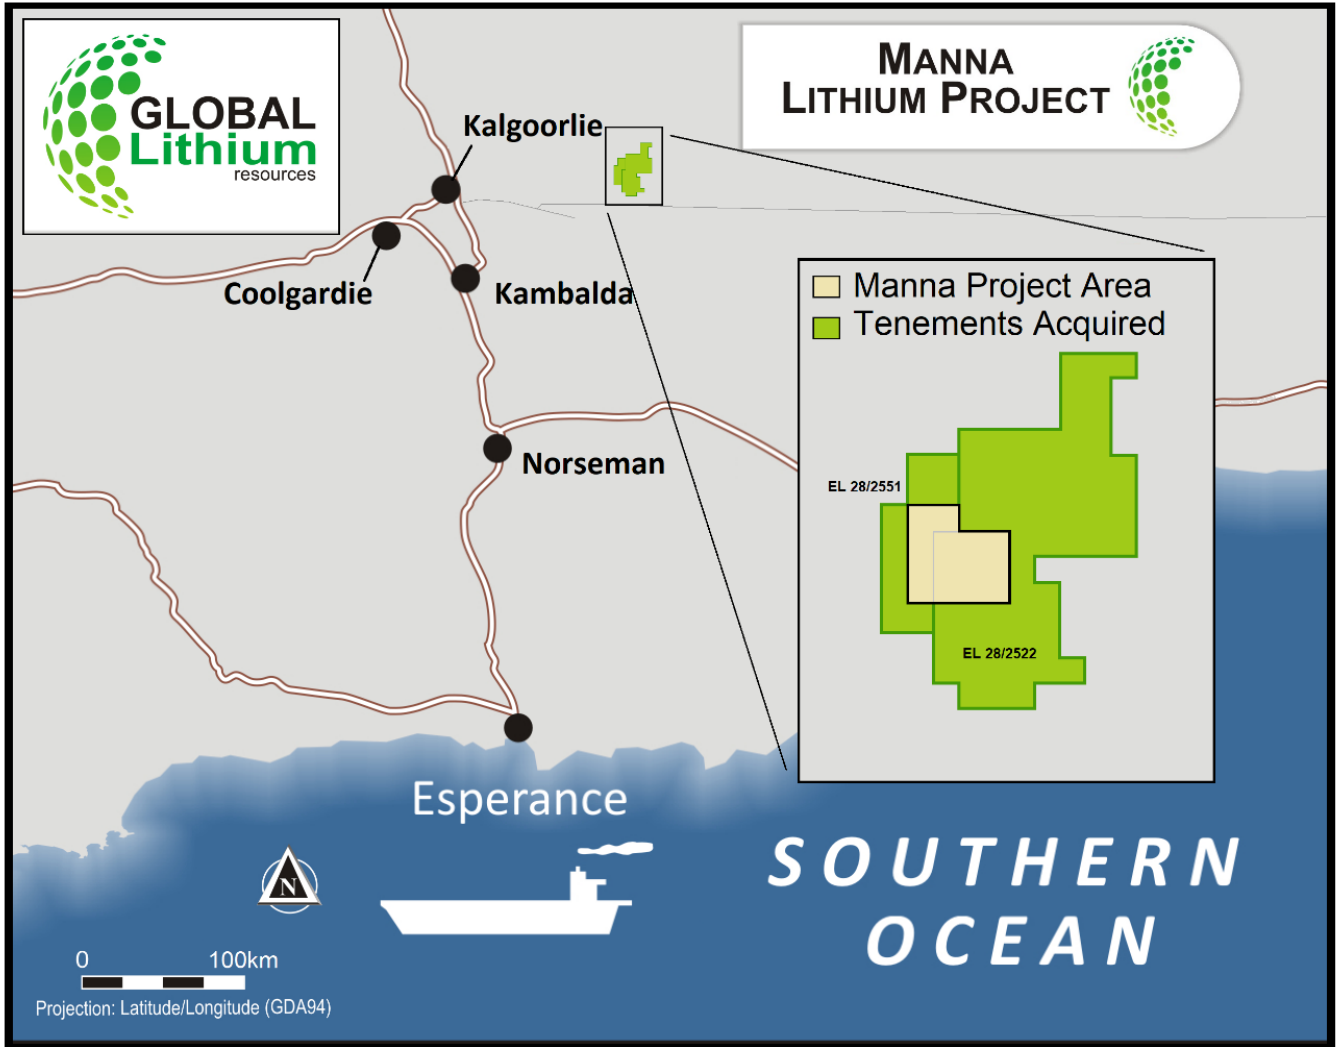 GLOBAL
Lithium
resources
MANNA
LITHIUM PROJECT
Kalgoorlie
Coolgardie
Kambalda
Norseman
Manna Project Area
Tenements Acquired
EL 28/2551
EL 28/2522
Esperance
SOUTHERN
OCEAN
N
0 100km
Projection: Latitude/Longitude (GDA94)